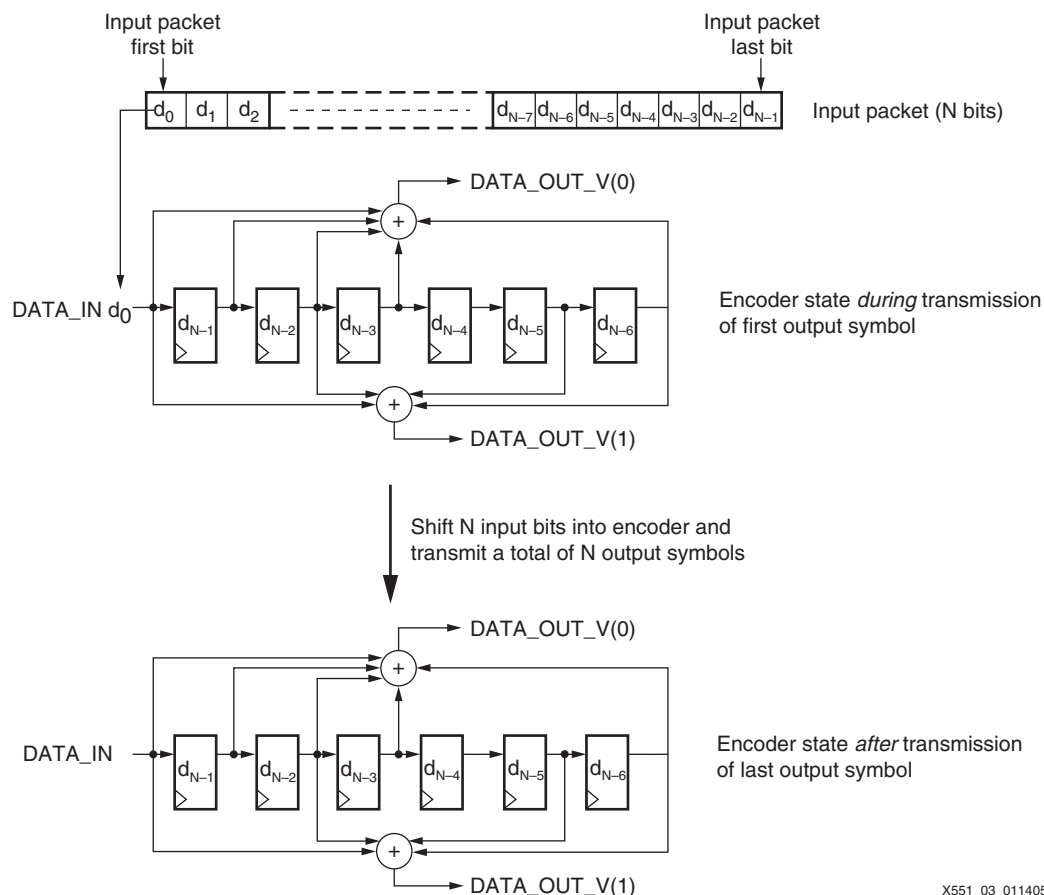 Input packet
first bit
Input packet
last bit
d0 d1 d2 dN–7 dN–6 dN–5 dN–4 dN–3 dN–2 dN–1
Input packet (N bits)
DATA_OUT_V(0)
+
DATA_IN d0
dN–1 dN–2 dN–3 dN–4 dN–5 dN–6
Encoder state during transmission
of first output symbol
+
DATA_OUT_V(1)
Shift N input bits into encoder and
transmit a total of N output symbols
DATA_OUT_V(0)
+
DATA_IN
dN–1 dN–2 dN–3 dN–4 dN–5 dN–6
Encoder state after transmission
of last output symbol
+
DATA_OUT_V(1)
X551_03_011405